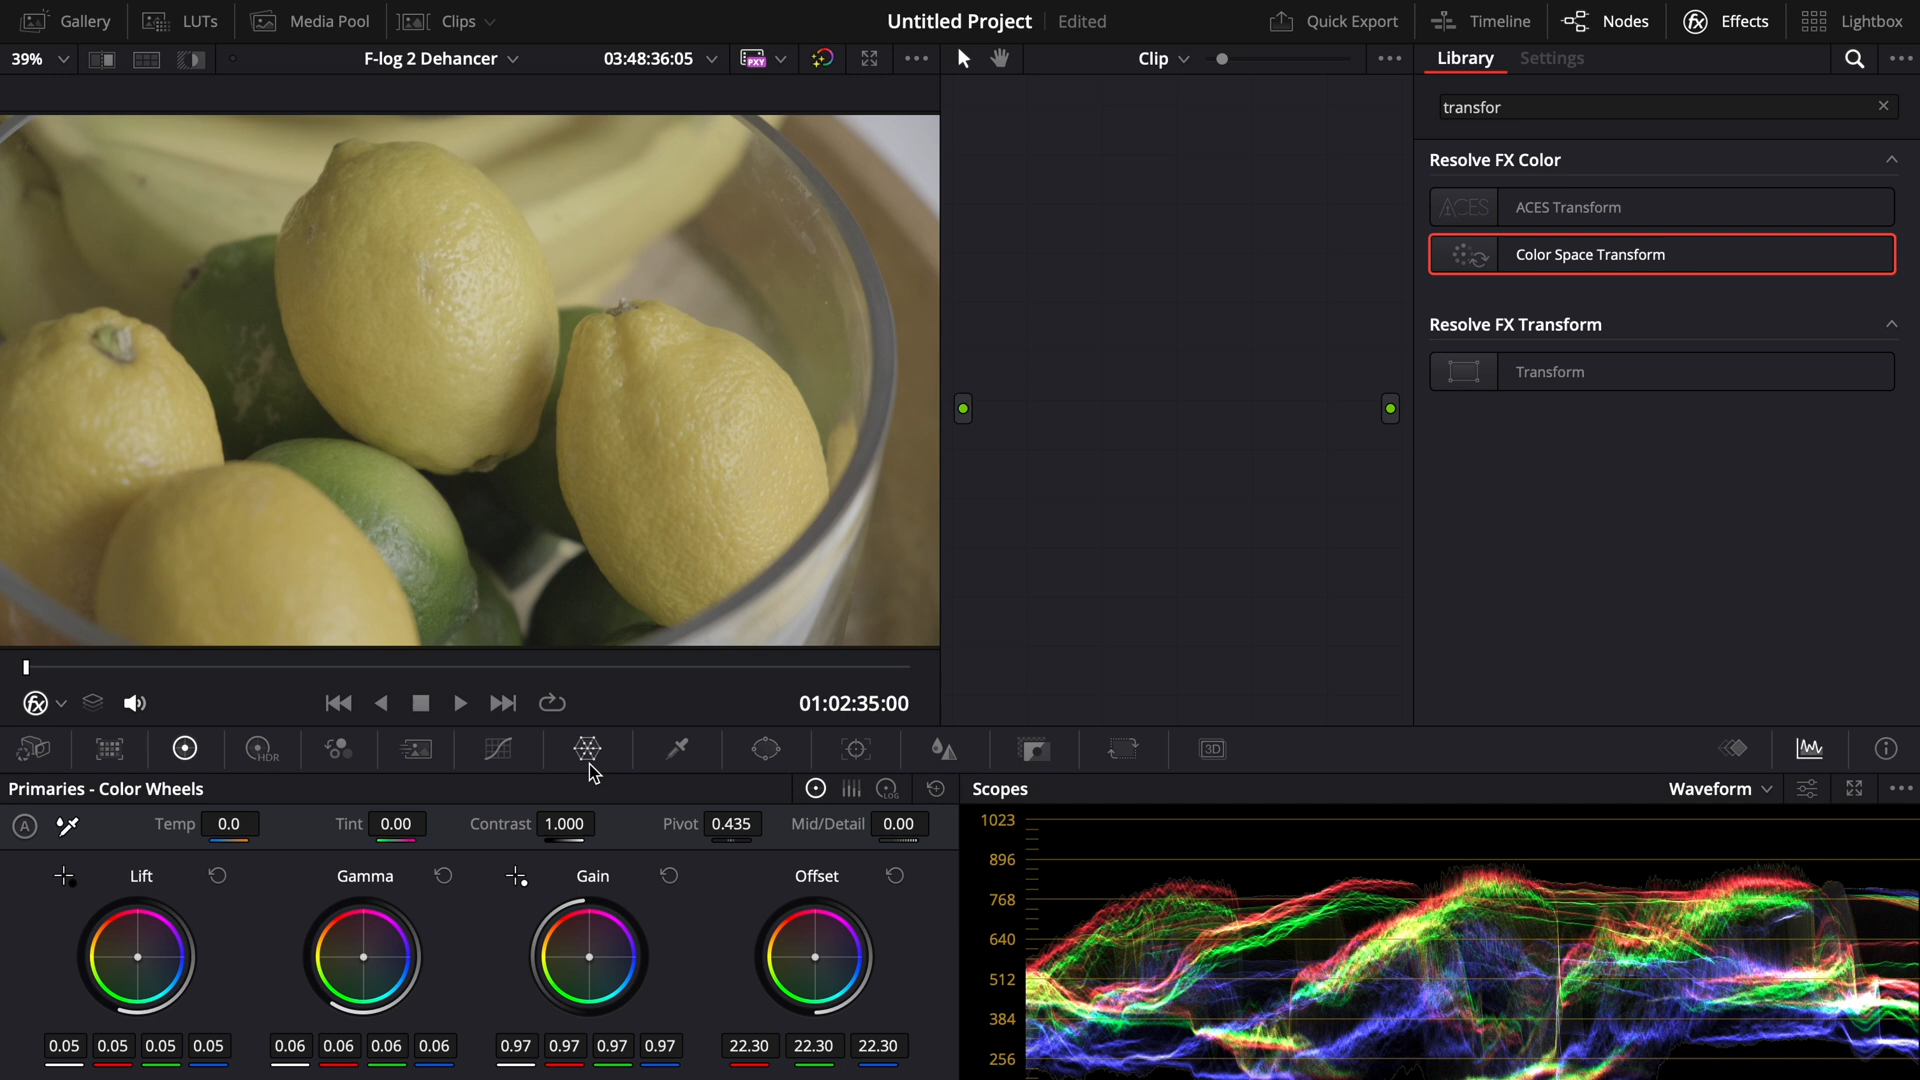 Gallery LUTs Media Pool Clips Untitled Project Edited Quick Export Timeline Nodes Effects Lightbox
39% F-log 2 Dehancer 03:48:36:05 PXY Clip Library Settings
transfor
Resolve FX Color
ACES ACES Transform
Color Space Transform
Resolve FX Transform
Transform
01:02:35:00
HDR 3D
Primaries - Color Wheels LOG Scopes Waveform
A Temp 0.0 Tint 0.00 Contrast 1.000 Pivot 0.435 Mid/Detail 0.00
Lift Gamma Gain Offset
0.05 0.05 0.05 0.05 0.06 0.06 0.06 0.06 0.97 0.97 0.97 0.97 22.30 22.30 22.30
1023
896
768
640
512
384
256